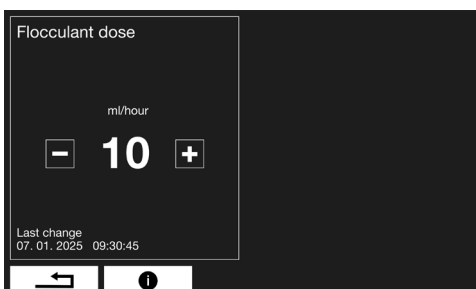 Flocculant dose
ml/hour
− 10 +
Last change
07. 01. 2025 09:30:45
i